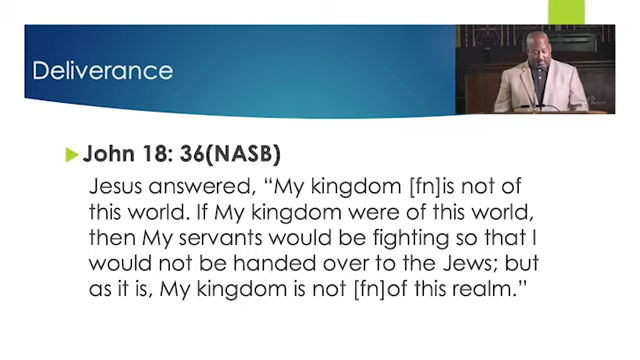 Deliverance
John 18: 36(NASB)
Jesus answered, “My kingdom [fn]is not of
this world. If My kingdom were of this world,
then My servants would be fighting so that I
would not be handed over to the Jews; but
as it is, My kingdom is not [fn]of this realm.”